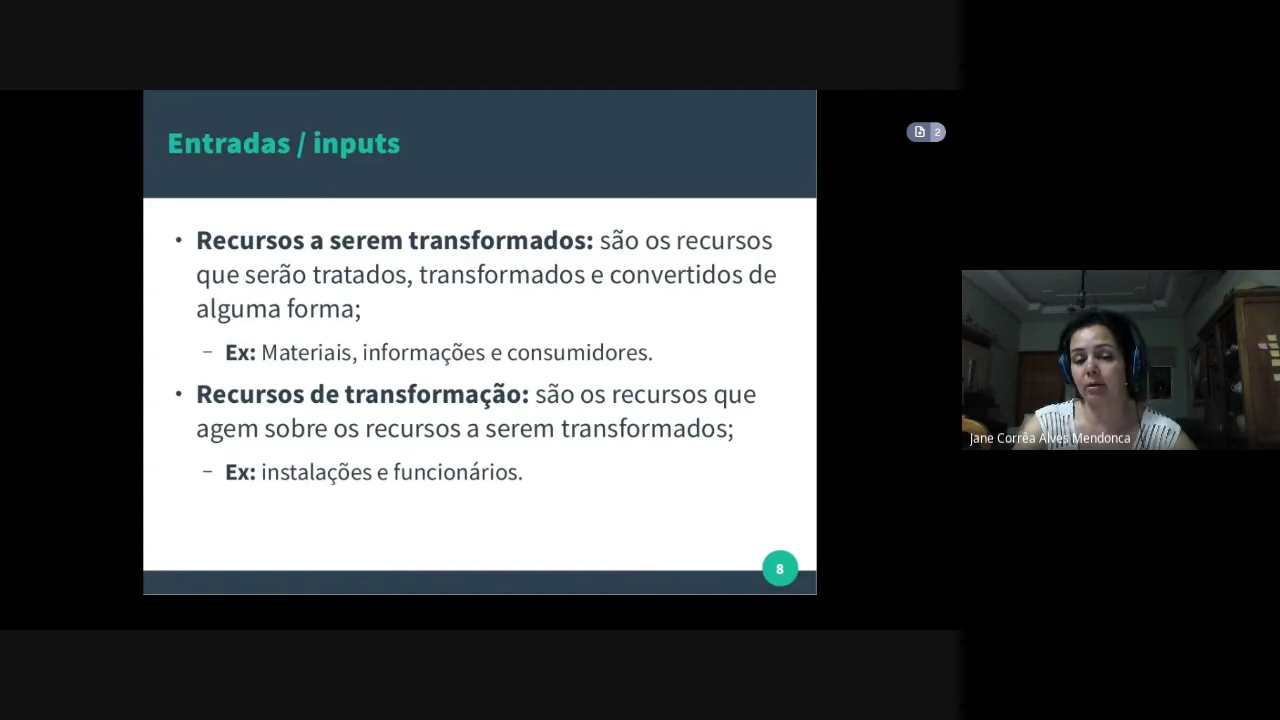 Entradas / inputs
2
• Recursos a serem transformados: são os recursos
que serão tratados, transformados e convertidos de
alguma forma;
– Ex: Materiais, informações e consumidores.
• Recursos de transformação: são os recursos que
agem sobre os recursos a serem transformados;
– Ex: instalações e funcionários.
8
Jane Corrêa Alves Mendonca